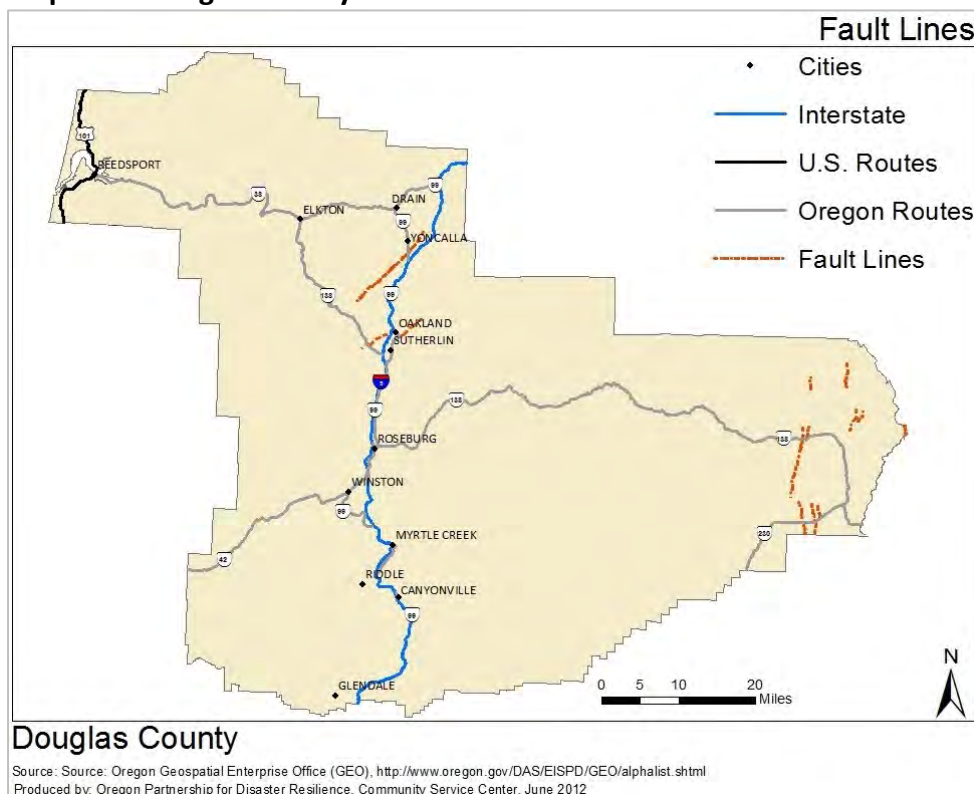 Fault Lines
Cities
Interstate
U.S. Routes
Oregon Routes
Fault Lines
101
REEDSPORT
38
ELKTON
DRAIN
99
99
YONCALLA
138
99
OAKLAND
SUTHERLIN
5
99
138
138
ROSEBURG
WINSTON
99
42
MYRTLE CREEK
230
RIDDLE
CANYONVILLE
99
GLENDALE
N
0 5 10 20
Miles
Douglas County
Source: Source: Oregon Geospatial Enterprise Office (GEO), http://www.oregon.gov/DAS/EISPD/GEO/alphalist.shtml
Produced by: Oregon Partnership for Disaster Resilience, Community Service Center, June 2012